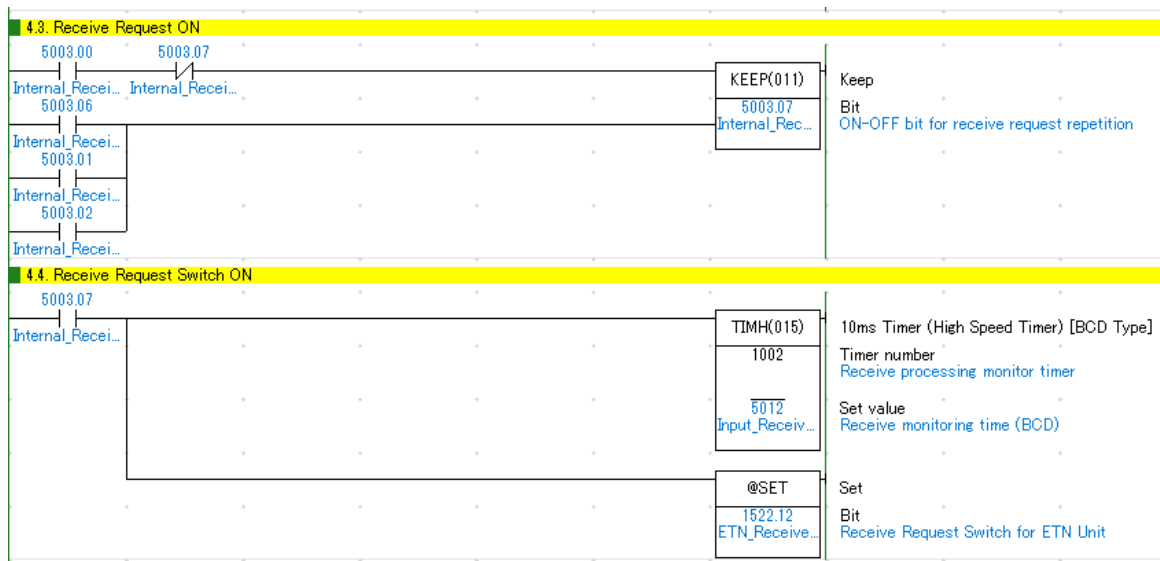 4.3. Receive Request ON
5003.00 5003.07
Internal_Recei... Internal_Recei...
KEEP(011) Keep
5003.06
5003.07 Bit
Internal_Recei...
Internal_Rec... ON-OFF bit for receive request repetition
5003.01
Internal_Recei...
5003.02
Internal_Recei...
4.4. Receive Request Switch ON
5003.07
Internal_Recei...
TIMH(015) 10ms Timer (High Speed Timer) [BCD Type]
1002 Timer number
Receive processing monitor timer
5012 Set value
Input_Receiv... Receive monitoring time (BCD)
@SET Set
1522.12 Bit
ETN_Receive... Receive Request Switch for ETN Unit